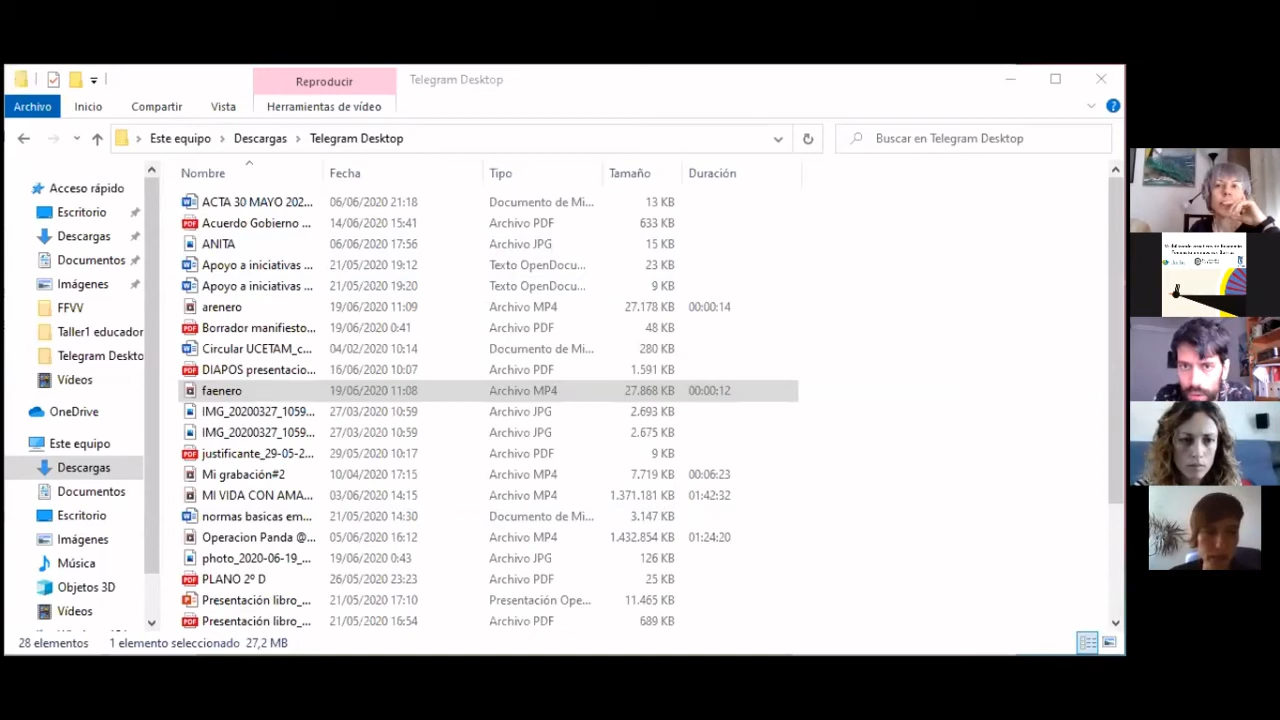 Reproducir
Telegram Desktop
Archivo
Inicio
Compartir
Vista
Herramientas de vídeo
Este equipo > Descargas > Telegram Desktop
Buscar en Telegram Desktop
Nombre Fecha Tipo Tamaño Duración
Acceso rápido
Escritorio
Descargas
Documentos
Imágenes
FFVV
Taller1 educador
Telegram Deskto
Vídeos
OneDrive
Este equipo
Descargas
Documentos
Escritorio
Imágenes
Música
Objetos 3D
Vídeos
ACTA 30 MAYO 202... 06/06/2020 21:18 Documento de Mi... 13 KB
Acuerdo Gobierno ... 14/06/2020 15:41 Archivo PDF 633 KB
ANITA 06/06/2020 17:56 Archivo JPG 15 KB
Apoyo a iniciativas ... 21/05/2020 19:12 Texto OpenDocu... 23 KB
Apoyo a iniciativas ... 21/05/2020 19:20 Texto OpenDocu... 9 KB
arenero 19/06/2020 11:09 Archivo MP4 27.178 KB 00:00:14
Borrador manifiesto... 19/06/2020 0:41 Archivo PDF 48 KB
Circular UCETAM_c... 04/02/2020 10:14 Documento de Mi... 280 KB
DIAPOS presentacio... 16/06/2020 10:07 Archivo PDF 1.591 KB
faenero 19/06/2020 11:08 Archivo MP4 27.868 KB 00:00:12
IMG_20200327_1059... 27/03/2020 10:59 Archivo JPG 2.693 KB
IMG_20200327_1059... 27/03/2020 10:59 Archivo JPG 2.675 KB
justificante_29-05-2... 29/05/2020 10:17 Archivo PDF 9 KB
Mi grabación#2 10/04/2020 17:15 Archivo MP4 7.719 KB 00:06:23
MI VIDA CON AMA... 03/06/2020 14:15 Archivo MP4 1.371.181 KB 01:42:32
normas basicas em... 21/05/2020 14:30 Documento de Mi... 3.147 KB
Operacion Panda @... 05/06/2020 16:12 Archivo MP4 1.432.854 KB 01:24:20
photo_2020-06-19_... 19/06/2020 0:43 Archivo JPG 126 KB
PLANO 2º D 26/05/2020 23:23 Archivo PDF 25 KB
Presentación libro_... 21/05/2020 17:10 Presentación Ope... 11.465 KB
Presentación libro_... 21/05/2020 16:54 Archivo PDF 689 KB
28 elementos 1 elemento seleccionado 27,2 MB